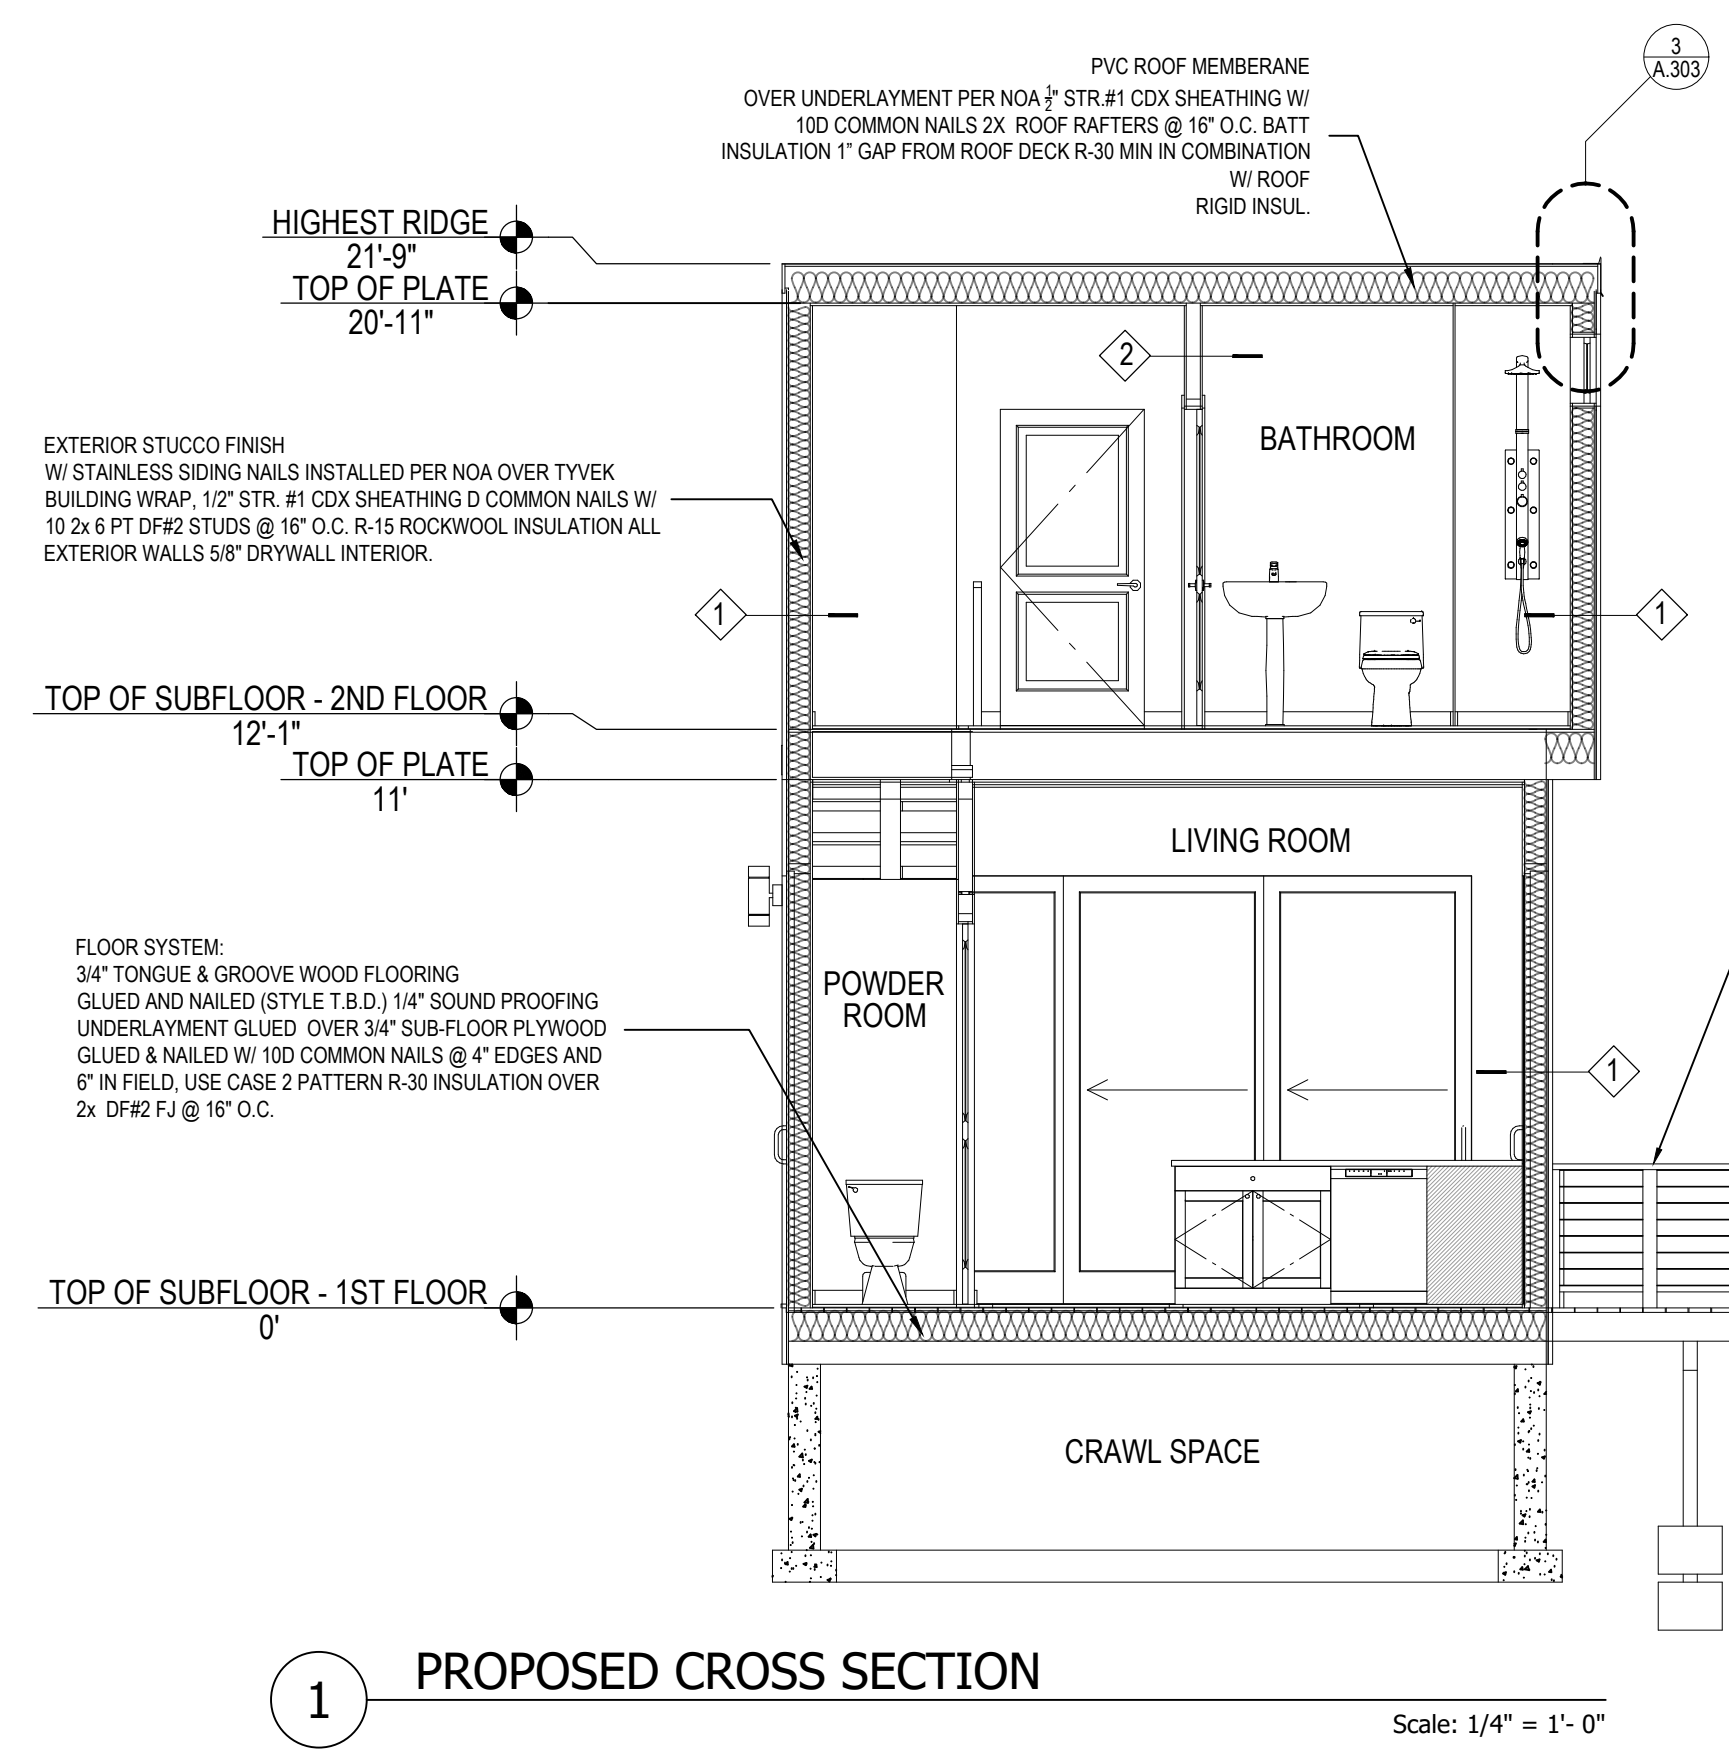 3
A.303
PVC ROOF MEMBERANE
OVER UNDERLAYMENT PER NOA ½" STR.#1 CDX SHEATHING W/
10D COMMON NAILS 2X ROOF RAFTERS @ 16" O.C. BATT
INSULATION 1” GAP FROM ROOF DECK R-30 MIN IN COMBINATION
W/ ROOF
RIGID INSUL.
HIGHEST RIDGE
21'-9"
TOP OF PLATE
20'-11"
2
BATHROOM
EXTERIOR STUCCO FINISH
W/ STAINLESS SIDING NAILS INSTALLED PER NOA OVER TYVEK
BUILDING WRAP, 1/2" STR. #1 CDX SHEATHING D COMMON NAILS W/
10 2x 6 PT DF#2 STUDS @ 16" O.C. R-15 ROCKWOOL INSULATION ALL
EXTERIOR WALLS 5/8" DRYWALL INTERIOR.
1
1
TOP OF SUBFLOOR - 2ND FLOOR
12'-1"
TOP OF PLATE
11'
LIVING ROOM
FLOOR SYSTEM:
3/4" TONGUE & GROOVE WOOD FLOORING
GLUED AND NAILED (STYLE T.B.D.) 1/4" SOUND PROOFING
UNDERLAYMENT GLUED OVER 3/4" SUB-FLOOR PLYWOOD
GLUED & NAILED W/ 10D COMMON NAILS @ 4" EDGES AND
6" IN FIELD, USE CASE 2 PATTERN R-30 INSULATION OVER
2x DF#2 FJ @ 16" O.C.
POWDER
ROOM
1
TOP OF SUBFLOOR - 1ST FLOOR
0'
CRAWL SPACE
1
PROPOSED CROSS SECTION
Scale: 1/4" = 1'- 0"